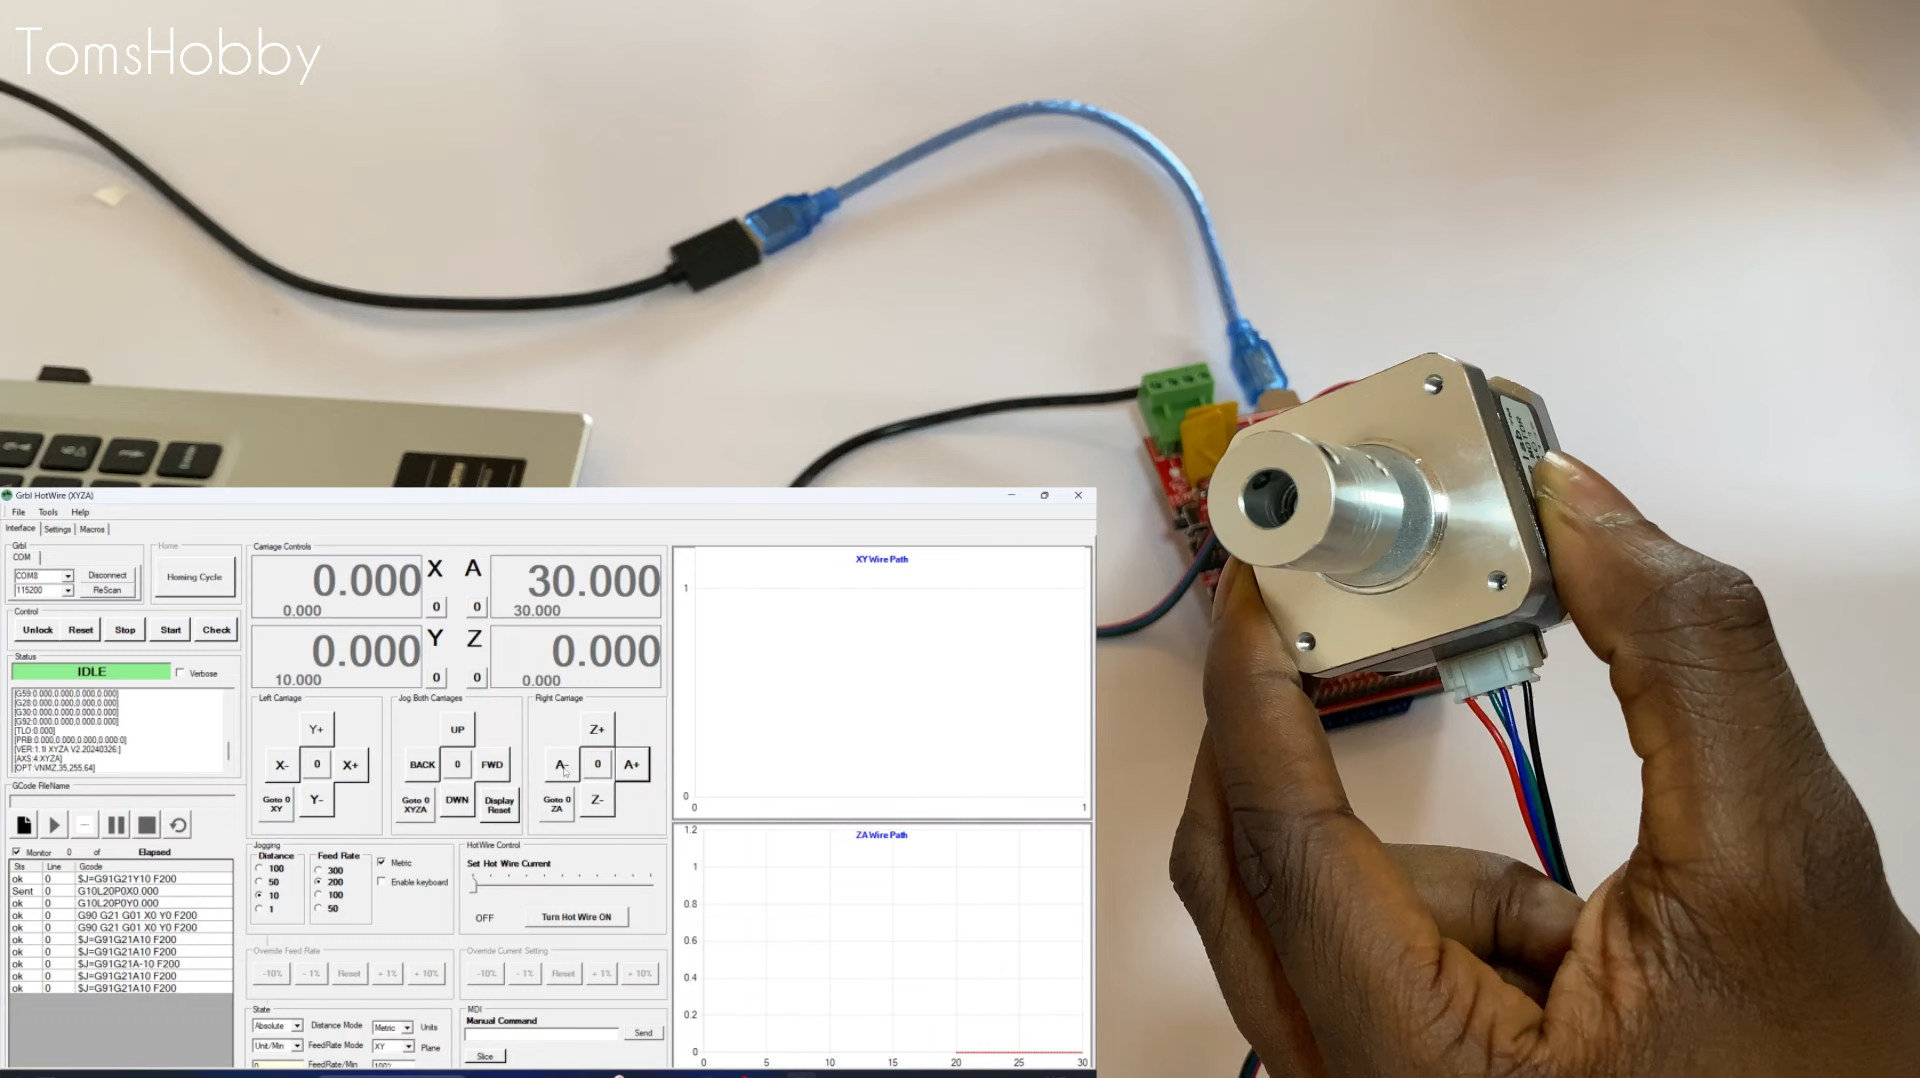 TomsHobby
Grbl HotWire (XYZA)
File Tools Help
Interface Settings Macros
Grbl
COM
COM8
Disconnect
115200
ReScan
Home
Homing Cycle
Control
Unlock Reset Stop Start Check
Status
IDLE
Verbose
[G59:0.000,0.000,0.000,0.000]
[G28:0.000,0.000,0.000,0.000]
[G30:0.000,0.000,0.000,0.000]
[G92:0.000,0.000,0.000,0.000]
[TLO:0.000]
[PRB:0.000,0.000,0.000,0.000:0]
[VER:1.1I XYZA V2.20240326:]
[AXS:4:XYZA]
[OPT:VNMZ,35,255,64]
GCode FileName
Monitor 0 of Elapsed
Sts Line Gcode
ok 0 $J=G91G21Y10 F200
Sent 0 G10L20P0X0.000
ok 0 G10L20P0Y0.000
ok 0 G90 G21 G01 X0 Y0 F200
ok 0 G90 G21 G01 X0 Y0 F200
ok 0 $J=G91G21A10 F200
ok 0 $J=G91G21A10 F200
ok 0 $J=G91G21A-10 F200
ok 0 $J=G91G21A10 F200
ok 0 $J=G91G21A10 F200
Carriage Controls
0.000 X A 30.000
0.000 0 0 30.000
0.000 Y Z 0.000
10.000 0 0 0.000
Left Carriage
Y+
X- 0 X+
Goto 0 XY
Y-
Jog Both Carriages
UP
BACK 0 FWD
Goto 0 XYZA
DWN
Display Reset
Right Carriage
Z+
A- 0 A+
Goto 0 ZA
Z-
Jogging
Distance
100
50
10
1
Feed Rate
300
200
100
50
Metric
Enable keyboard
HotWire Control
Set Hot Wire Current
OFF
Turn Hot Wire ON
Override Feed Rate
-10% - 1% Reset + 1% + 10%
Override Current Setting
-10% - 1% Reset + 1% + 10%
State
Absolute Distance Mode Metric Units
Unit/Min FeedRate Mode XY Plane
0 FeedRate/Min 100%
MDI
Manual Command
Send
Slice
XY Wire Path
1
0
0 1
ZA Wire Path
1.2
1
0.8
0.6
0.4
0.2
0
0 5 10 15 20 25 30